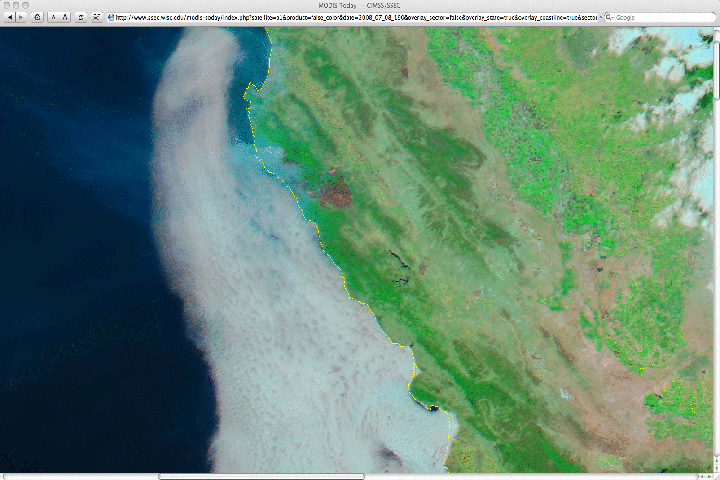 MODIS Today -- CIMSS/SSEC
http://www.ssec.wisc.edu/modis-today/index.php?satellite=a1&product=false_color&date=2008_07_08_190&overlay_sector=false&overlay_state=true&overlay_coastline=true&sector
Google